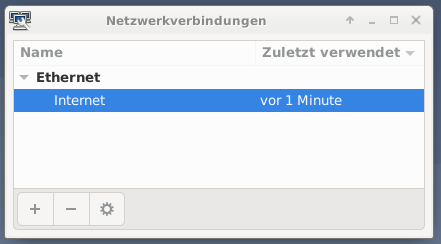 Netzwerkverbindungen
Name Zuletzt verwendet
Ethernet
Internet vor 1 Minute